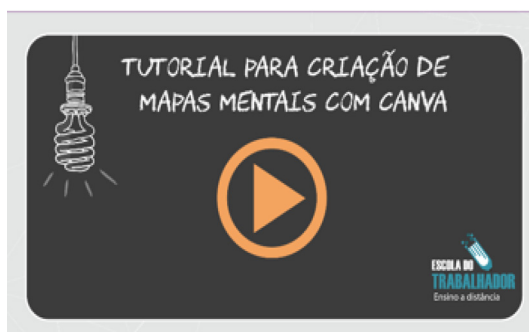 TUTORIAL PARA CRIAÇÃO DE
MAPAS MENTAIS COM CANVA
ESCOLA DO
TRABALHADOR
Ensino a distância